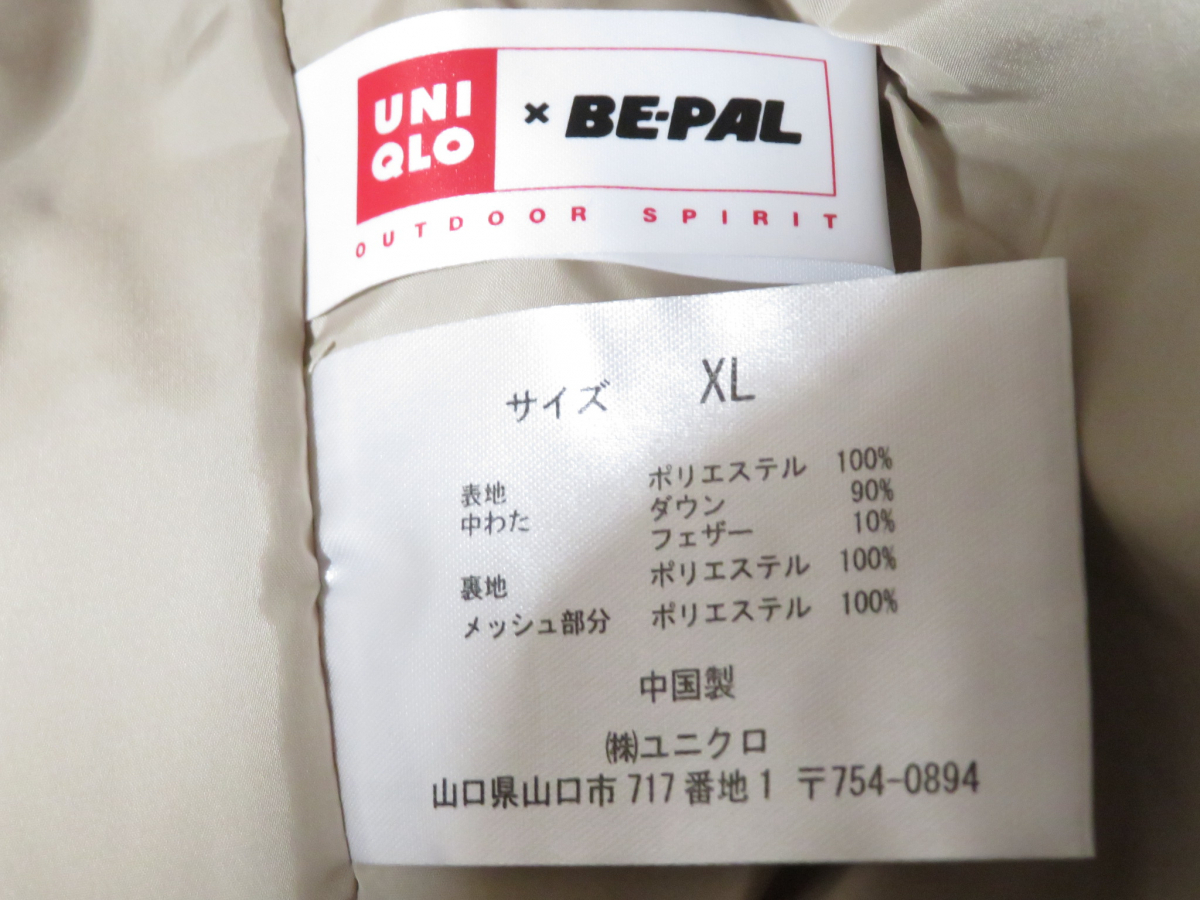 UNI
QLO
× BE-PAL
OUTDOOR SPIRIT
サイズ XL
表地 ポリエステル 100%
中わた ダウン 90%
フェザー 10%
裏地 ポリエステル 100%
メッシュ部分 ポリエステル 100%
中国製
㈱ユニクロ
山口県山口市717番地1 〒754-0894